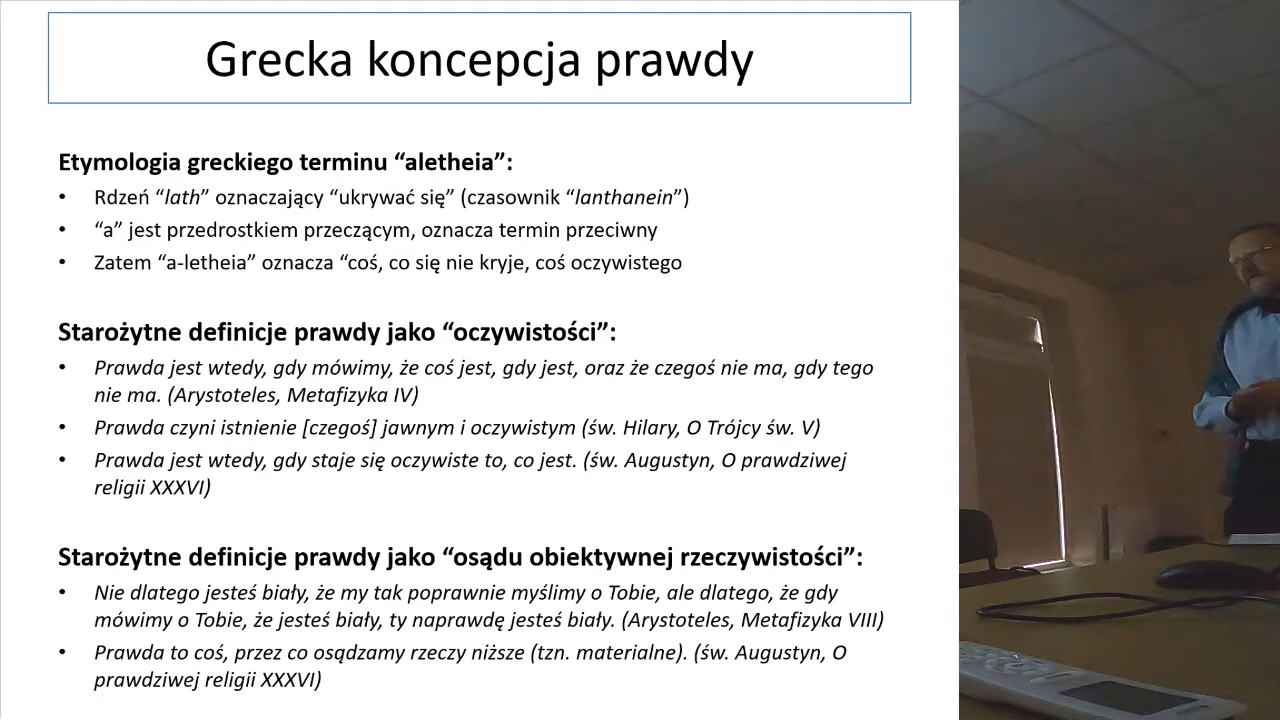 Grecka koncepcja prawdy
Etymologia greckiego terminu “aletheia”:
• Rdzeń “lath” oznaczający “ukrywać się” (czasownik “lanthanein”)
• “a” jest przedrostkiem przeczącym, oznacza termin przeciwny
• Zatem “a-letheia” oznacza “coś, co się nie kryje, coś oczywistego
Starożytne definicje prawdy jako “oczywistości”:
• Prawda jest wtedy, gdy mówimy, że coś jest, gdy jest, oraz że czegoś nie ma, gdy tego
nie ma. (Arystoteles, Metafizyka IV)
• Prawda czyni istnienie [czegoś] jawnym i oczywistym (św. Hilary, O Trójcy św. V)
• Prawda jest wtedy, gdy staje się oczywiste to, co jest. (św. Augustyn, O prawdziwej
religii XXXVI)
Starożytne definicje prawdy jako “osądu obiektywnej rzeczywistości”:
• Nie dlatego jesteś biały, że my tak poprawnie myślimy o Tobie, ale dlatego, że gdy
mówimy o Tobie, że jesteś biały, ty naprawdę jesteś biały. (Arystoteles, Metafizyka VIII)
• Prawda to coś, przez co osądzamy rzeczy niższe (tzn. materialne). (św. Augustyn, O
prawdziwej religii XXXVI)